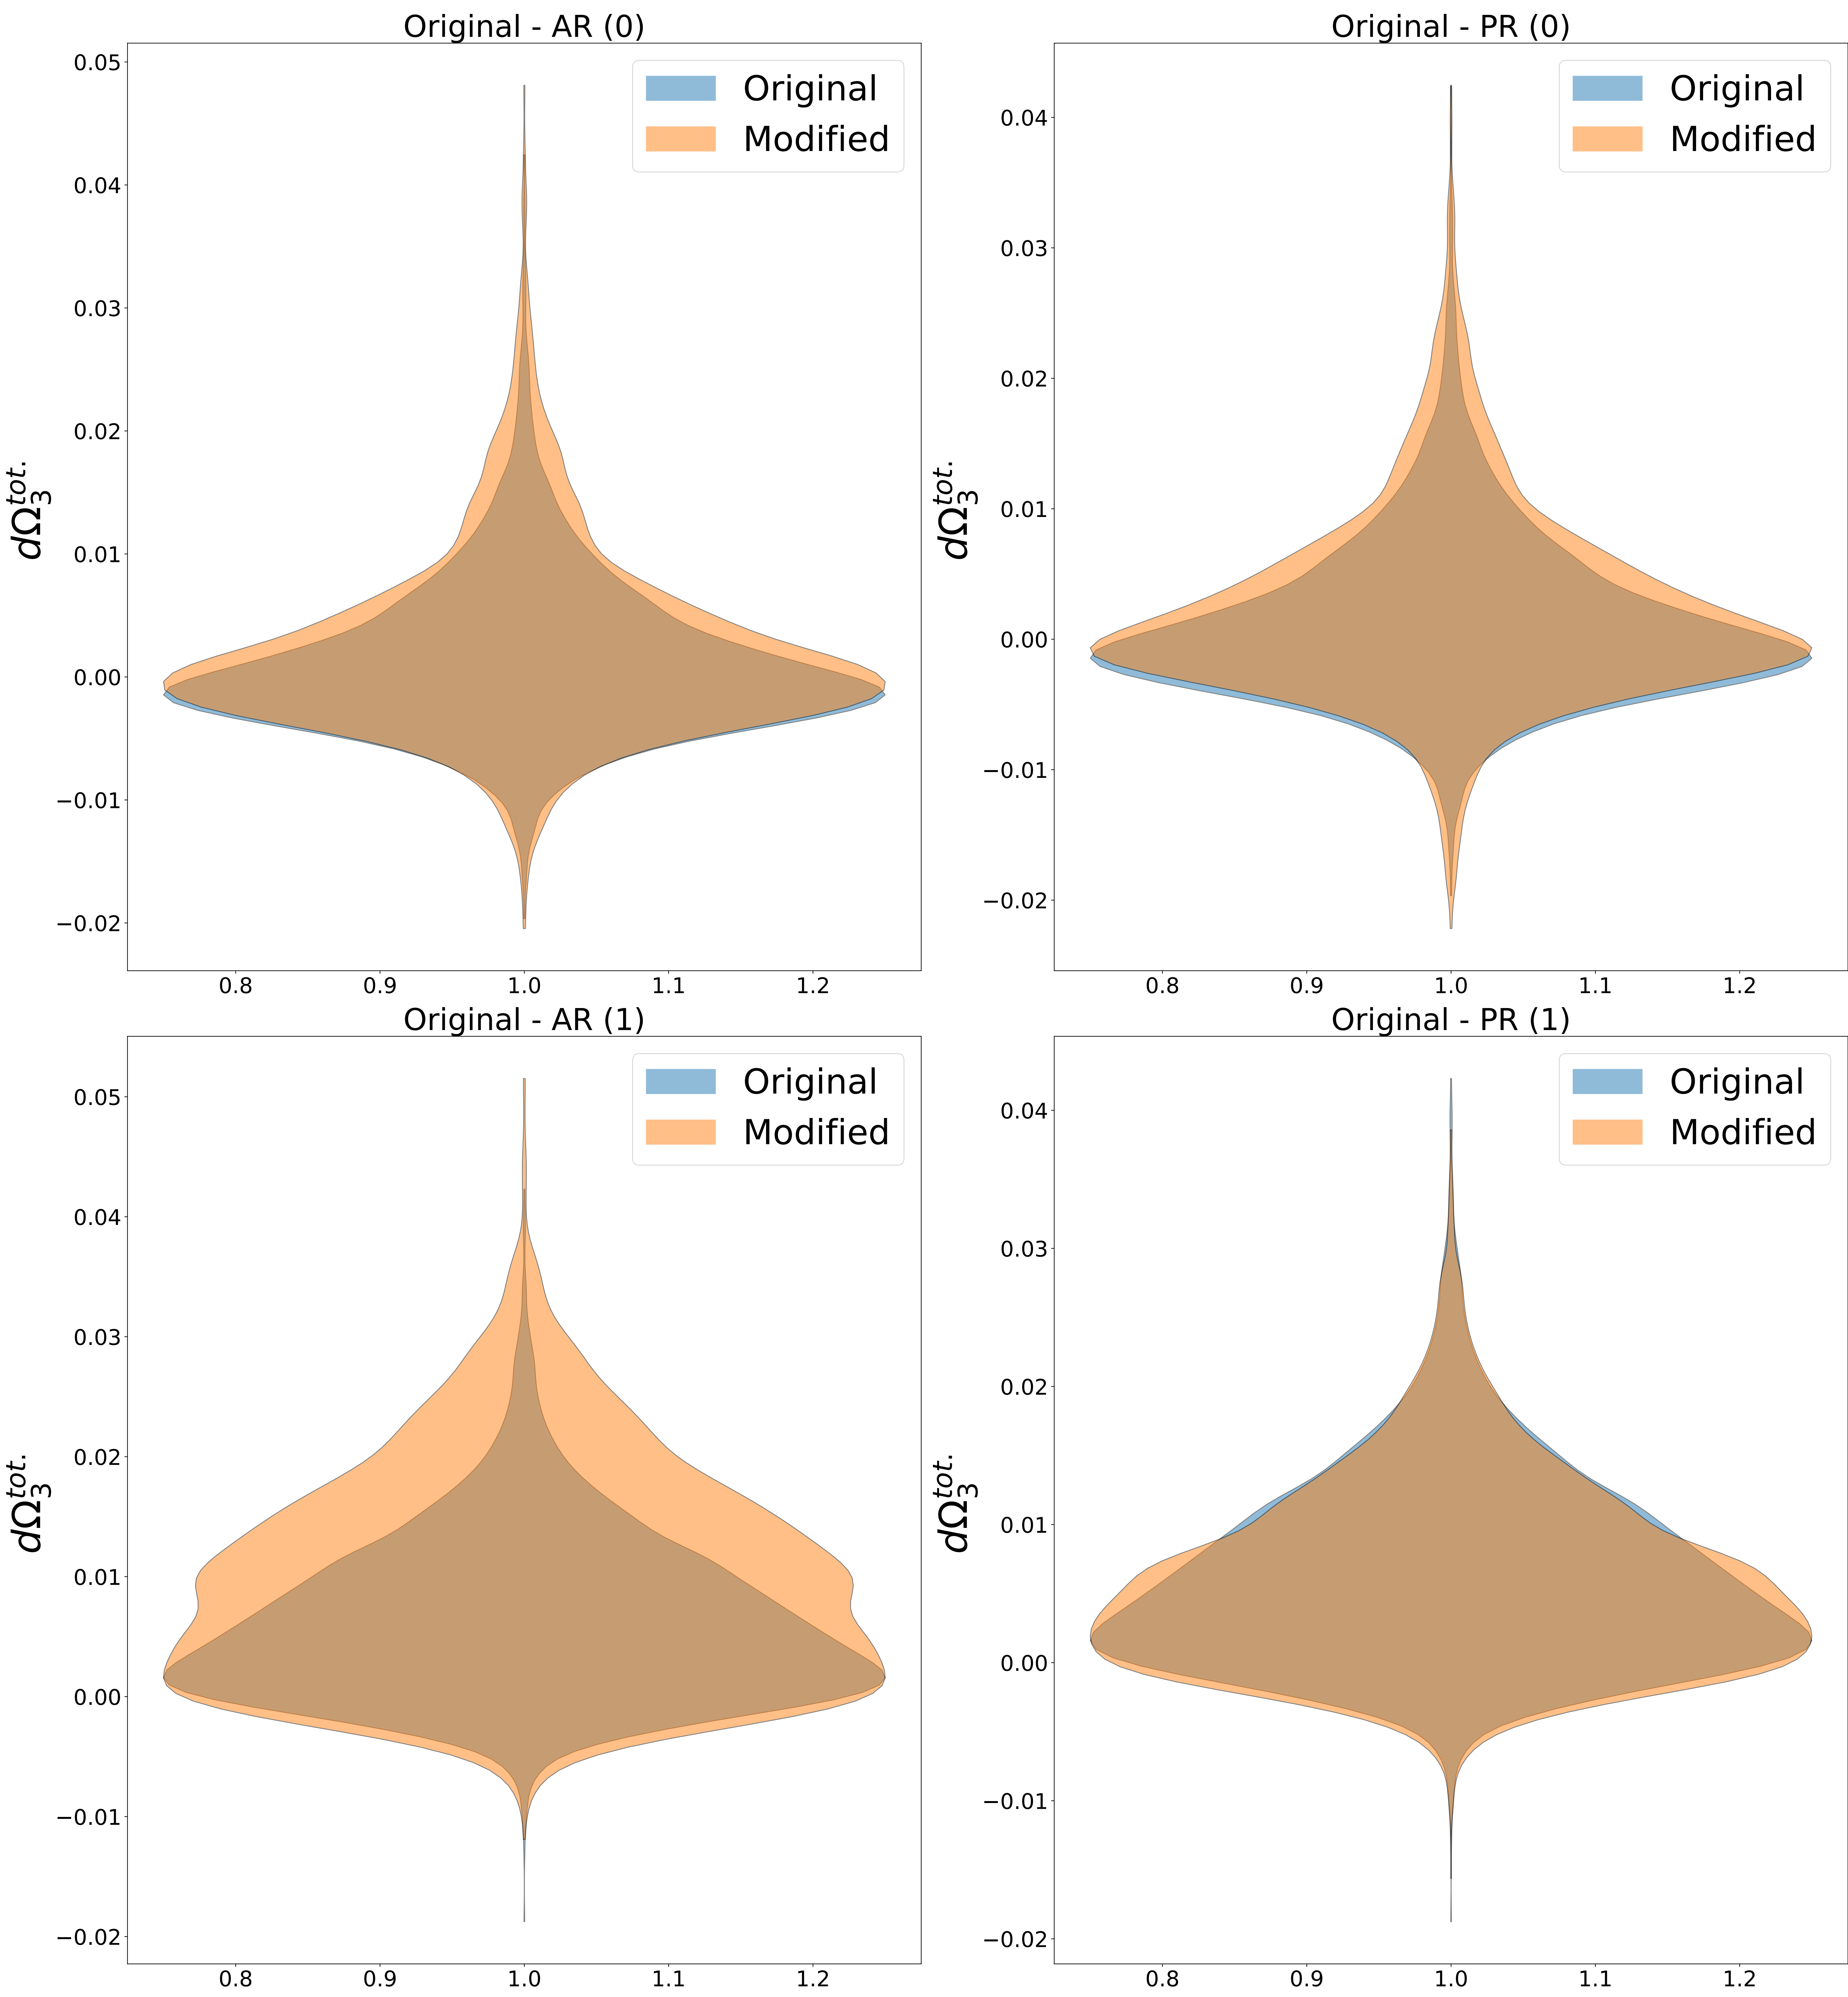 Original - AR (0)
0.05
0.04
0.03
0.02
0.01
0.00
−0.01
−0.02
dΩ₃ᵗᵒᵗ·
Original
Modified
0.8 0.9 1.0 1.1 1.2
Original - PR (0)
0.04
0.03
0.02
0.01
0.00
−0.01
−0.02
dΩ₃ᵗᵒᵗ·
Original
Modified
0.8 0.9 1.0 1.1 1.2
Original - AR (1)
0.05
0.04
0.03
0.02
0.01
0.00
−0.01
−0.02
dΩ₃ᵗᵒᵗ·
Original
Modified
0.8 0.9 1.0 1.1 1.2
Original - PR (1)
0.04
0.03
0.02
0.01
0.00
−0.01
−0.02
dΩ₃ᵗᵒᵗ·
Original
Modified
0.8 0.9 1.0 1.1 1.2